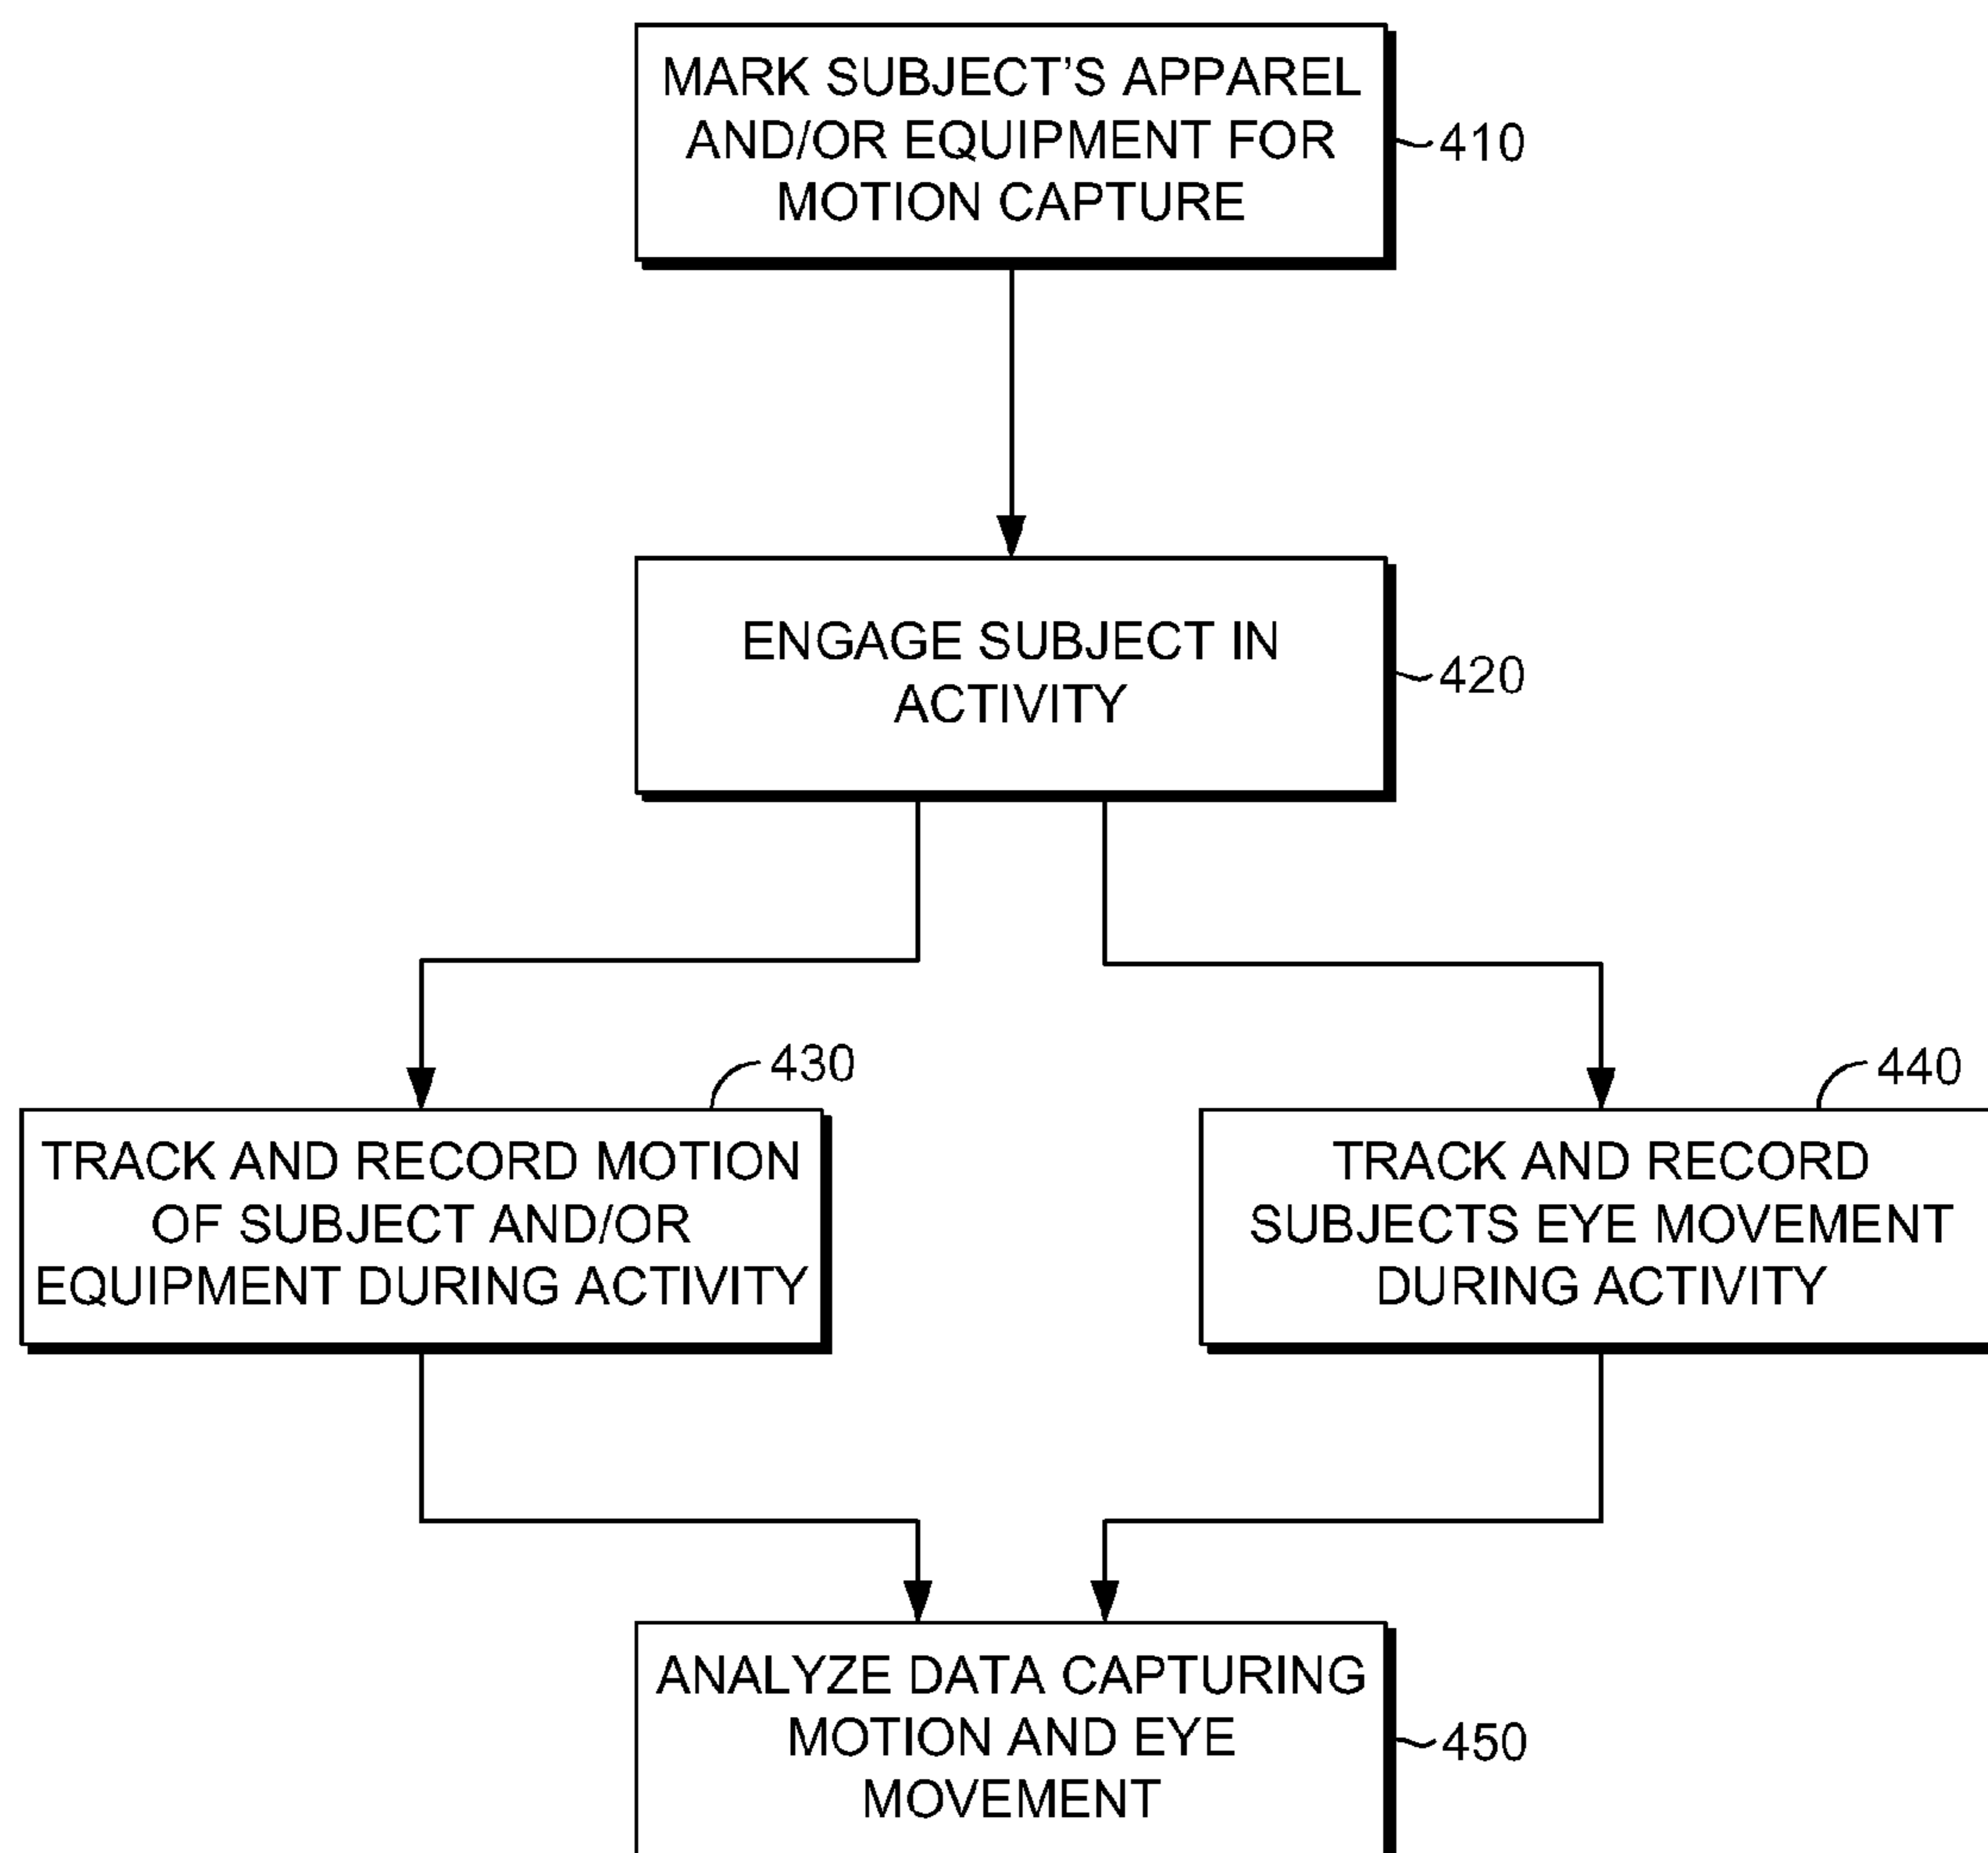 MARK SUBJECT’S APPAREL
AND/OR EQUIPMENT FOR
MOTION CAPTURE
410
ENGAGE SUBJECT IN
ACTIVITY
420
430
TRACK AND RECORD MOTION
OF SUBJECT AND/OR
EQUIPMENT DURING ACTIVITY
440
TRACK AND RECORD
SUBJECTS EYE MOVEMENT
DURING ACTIVITY
ANALYZE DATA CAPTURING
MOTION AND EYE
MOVEMENT
450